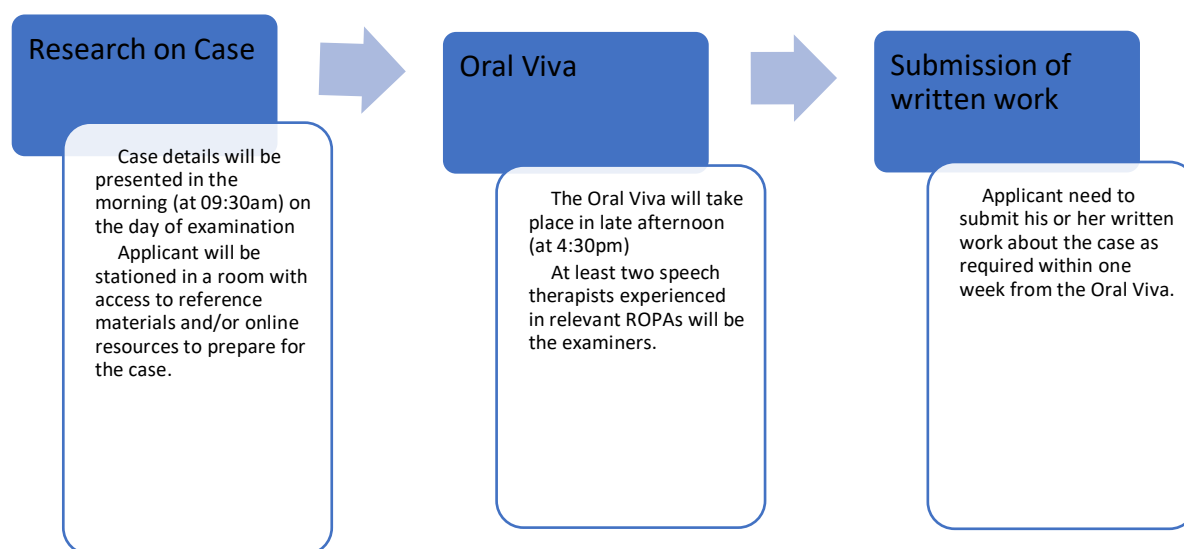 Research on Case
Case details will be
presented in the
morning (at 09:30am) on
the day of examination
Applicant will be
stationed in a room with
access to reference
materials and/or online
resources to prepare for
the case.
Oral Viva
The Oral Viva will take
place in late afternoon
(at 4:30pm)
At least two speech
therapists experienced
in relevant ROPAs will be
the examiners.
Submission of
written work
Applicant need to
submit his or her written
work about the case as
required within one
week from the Oral Viva.